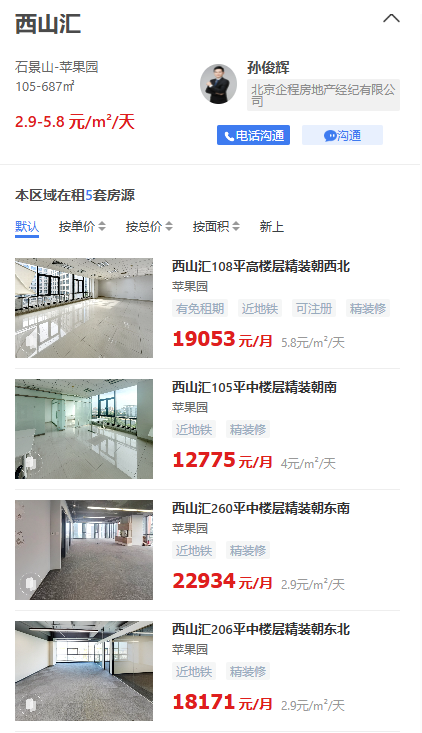 西山汇
石景山-苹果园
105-687㎡
2.9-5.8 元/m²/天
孙俊辉
北京企程房地产经纪有限公
司
电话沟通
沟通
本区域在租5套房源
默认 按单价 按总价 按面积 新上
西山汇108平高楼层精装朝西北
苹果园
有免租期 近地铁 可注册 精装修
19053 元/月 5.8元/m²/天
西山汇105平中楼层精装朝南
苹果园
近地铁 精装修
12775 元/月 4元/m²/天
西山汇260平中楼层精装朝东南
苹果园
近地铁 精装修
22934 元/月 2.9元/m²/天
西山汇206平中楼层精装朝东北
苹果园
近地铁 精装修
18171 元/月 2.9元/m²/天